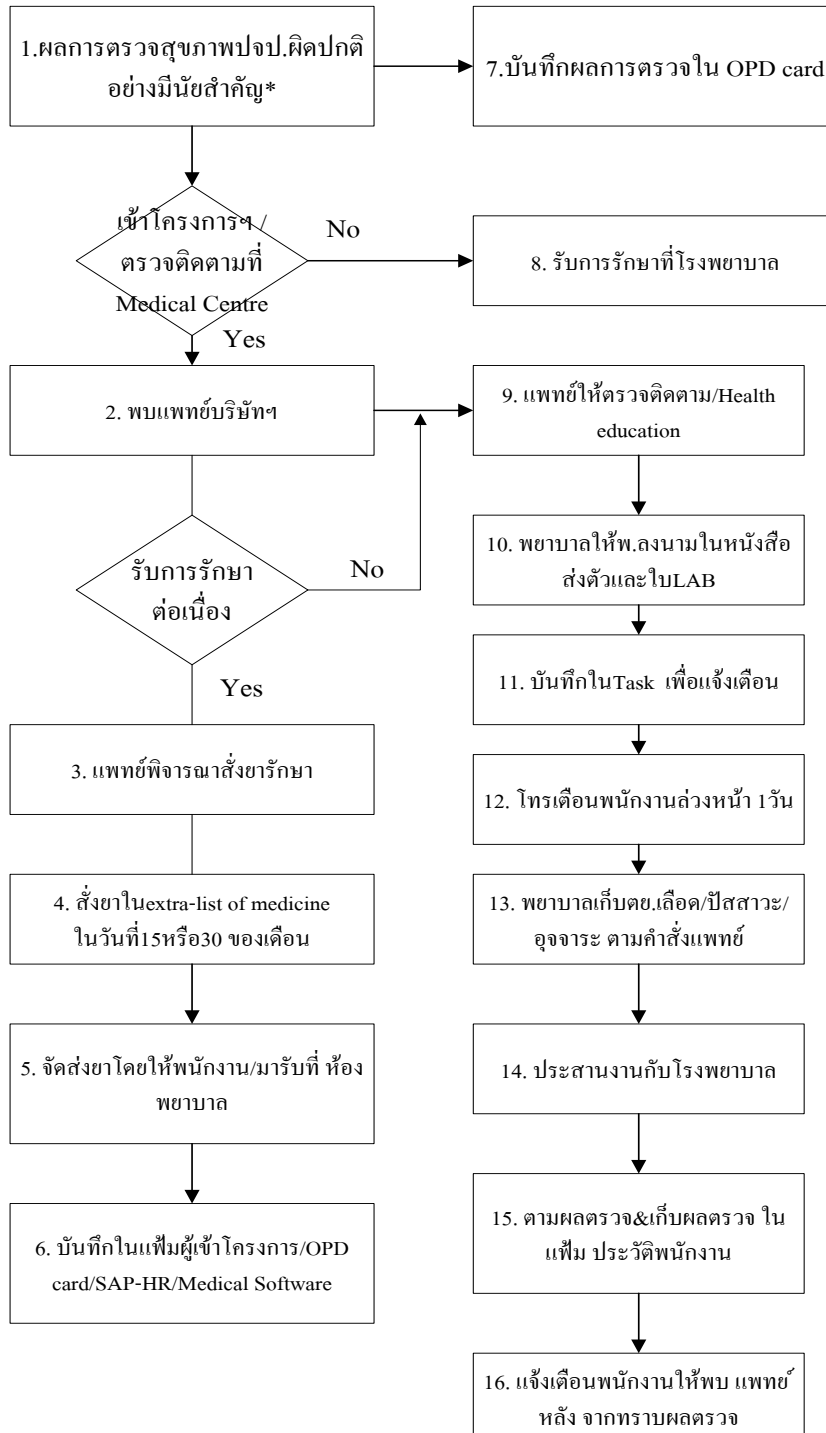 1.ผลการตรวจสุขภาพปจป.ผิดปกติ
อย่างมีนัยสำคัญ*
7.บันทึกผลการตรวจใน OPD card
เข้าโครงการฯ /
ตรวจติดตามที่
Medical Centre
No
8. รับการรักษาที่โรงพยาบาล
Yes
2. พบแพทย์บริษัทฯ
9. แพทย์ให้ตรวจติดตาม/Health
education
รับการรักษา
ต่อเนื่อง
No
10. พยาบาลให้พ.ลงนามในหนังสือ
ส่งตัวและใบLAB
Yes
11. บันทึกในTask เพื่อแจ้งเตือน
3. แพทย์พิจารณาสั่งยารักษา
12. โทรเตือนพนักงานล่วงหน้า 1วัน
4. สั่งยาในextra-list of medicine
ในวันที่15หรือ30 ของเดือน
13. พยาบาลเก็บตย.เลือด/ปัสสาวะ/
อุจจาระ ตามคำสั่งแพทย์
5. จัดส่งยาโดยให้พนักงาน/มารับที่ ห้อง
พยาบาล
14. ประสานงานกับโรงพยาบาล
6. บันทึกในแฟ้มผู้เข้าโครงการ/OPD
card/SAP-HR/Medical Software
15. ตามผลตรวจ&เก็บผลตรวจ ใน
แฟ้ม ประวัติพนักงาน
16. แจ้งเตือนพนักงานให้พบ แพทย์
หลัง จากทราบผลตรวจ